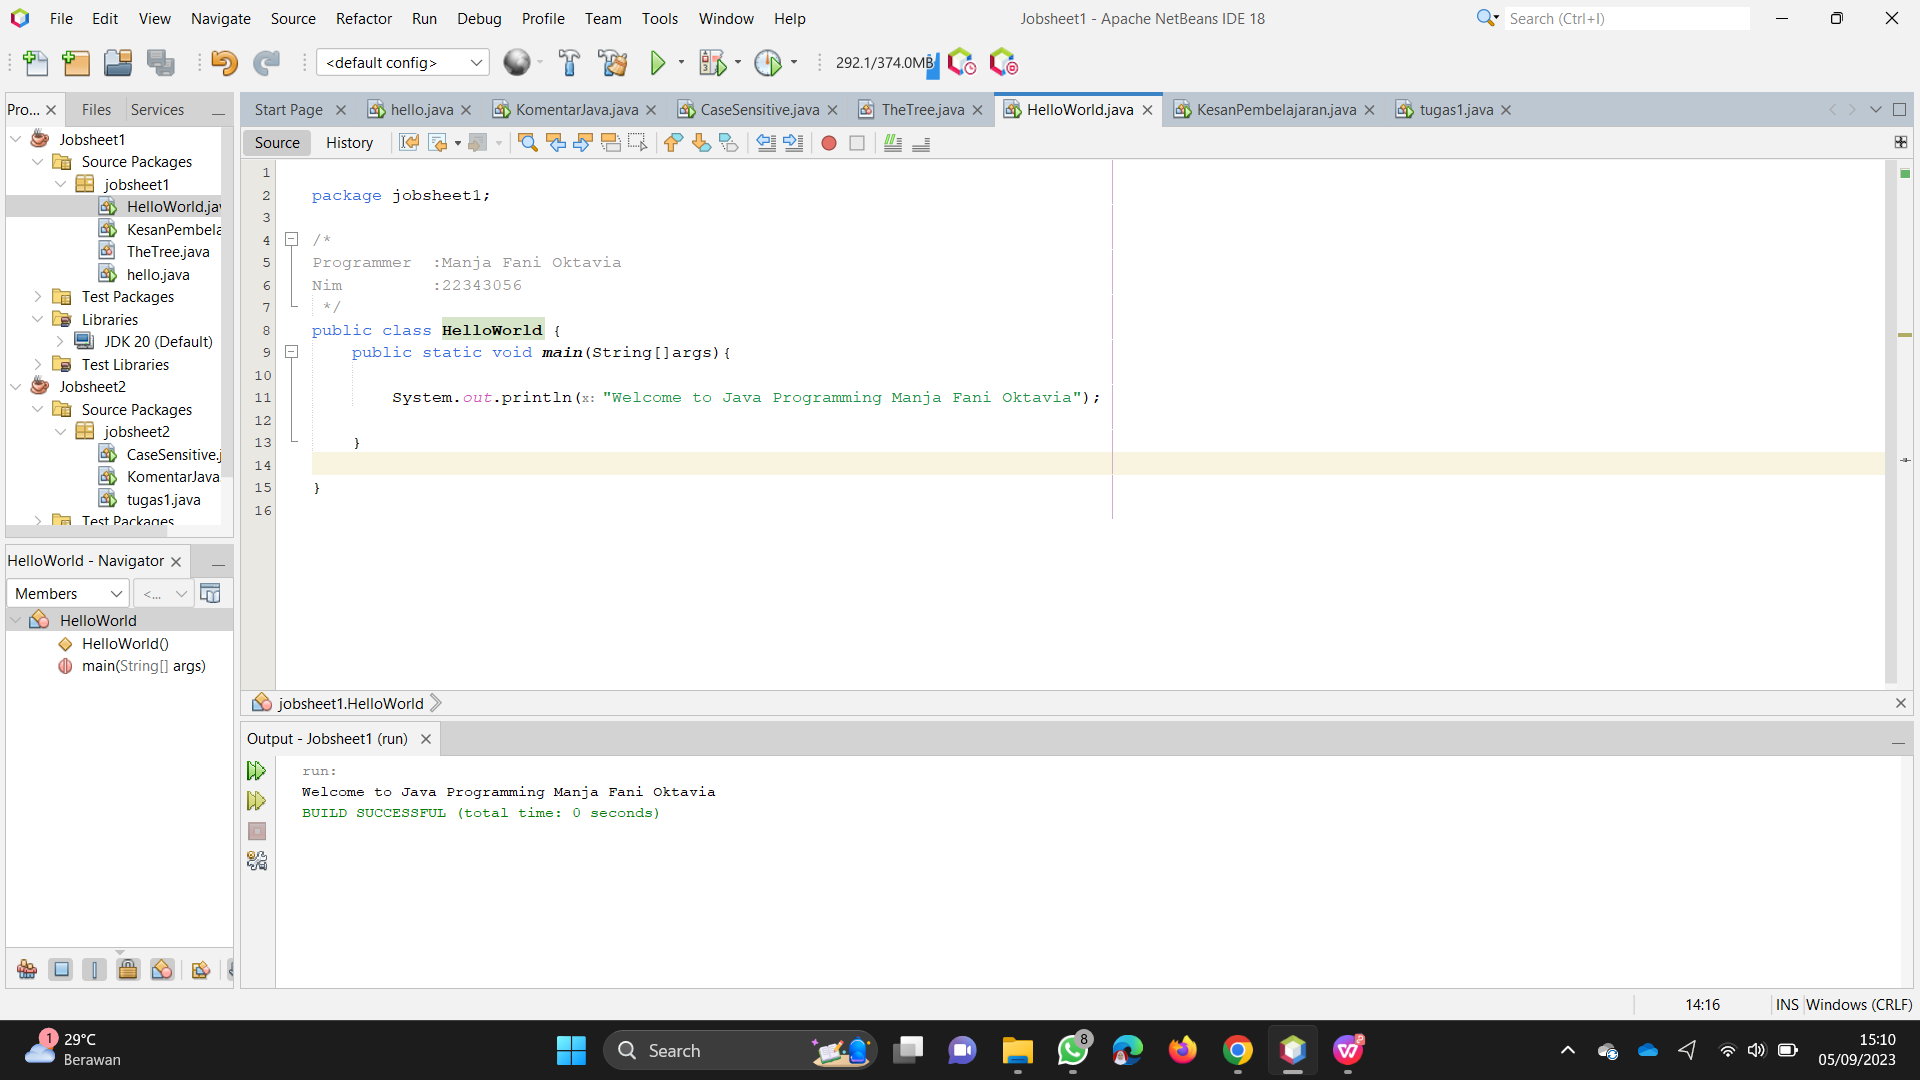 File Edit View Navigate Source Refactor Run Debug Profile Team Tools Window Help
Jobsheet1 - Apache NetBeans IDE 18
Search (Ctrl+I)
<default config>
292.1/374.0MB
Pro... Files Services
Start Page hello.java KomentarJava.java CaseSensitive.java TheTree.java HelloWorld.java KesanPembelajaran.java tugas1.java
Source History
Jobsheet1
Source Packages
jobsheet1
HelloWorld.jav
KesanPembela
TheTree.java
hello.java
Test Packages
Libraries
JDK 20 (Default)
Test Libraries
Jobsheet2
Source Packages
jobsheet2
CaseSensitive.j
KomentarJava
tugas1.java
Test Packages
1
2 package jobsheet1;
3
4 /*
5 Programmer  :Manja Fani Oktavia
6 Nim         :22343056
7  */
8 public class HelloWorld {
9     public static void main(String[]args){
10
11         System.out.println(x: "Welcome to Java Programming Manja Fani Oktavia");
12
13     }
14
15 }
16
HelloWorld - Navigator
Members <...
HelloWorld
HelloWorld()
main(String[] args)
jobsheet1.HelloWorld
Output - Jobsheet1 (run)
run:
Welcome to Java Programming Manja Fani Oktavia
BUILD SUCCESSFUL (total time: 0 seconds)
14:16 INS Windows (CRLF)
1
29°C
Berawan
Search
8
15:10
05/09/2023